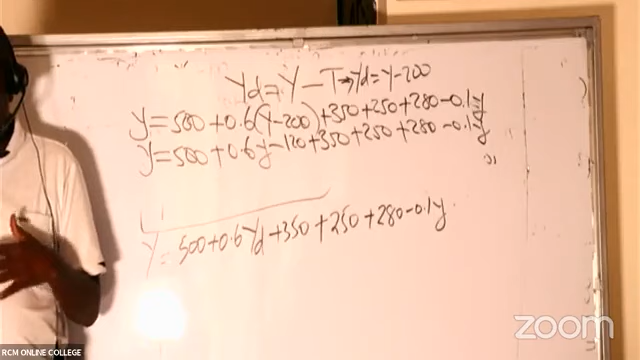 Yd = Y - T → Yd = Y-200
Y = 500 + 0.6(Y-200) +350 +250 +280 -0.1y
Y = 500 + 0.6y -120 +350 +250 +280 -0.1y
Y = 500 +0.6Yd +350 +250 +280 -0.1y
zoom
RCM ONLINE COLLEGE